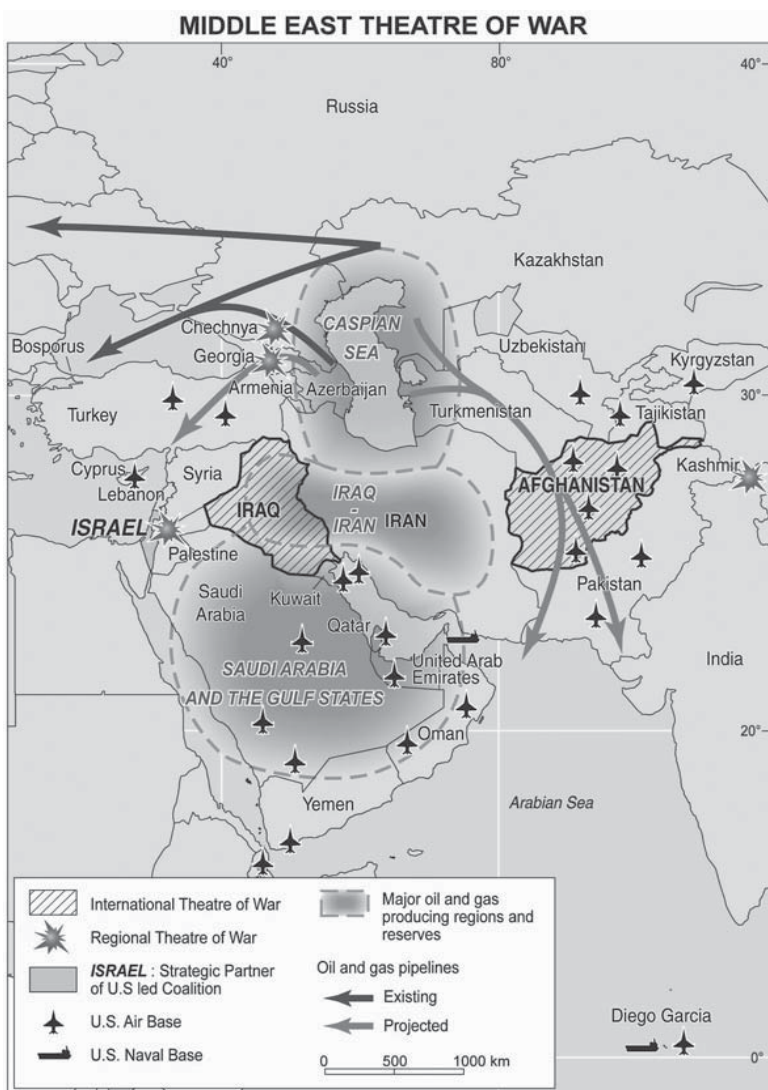 MIDDLE EAST THEATRE OF WAR
40°
80°
40°
Russia
Kazakhstan
CASPIAN
SEA
Chechnya
Bosporus
Georgia
Uzbekistan
Kyrgyzstan
Armenia
Azerbaijan
30°
Turkey
Turkmenistan
Tajikistan
Cyprus
Syria
Kashmir
Lebanon
IRAQ
-
IRAN
AFGHANISTAN
IRAQ
IRAN
ISRAEL
Palestine
Pakistan
Saudi
Arabia
Kuwait
Qatar
India
SAUDI ARABIA
AND THE GULF STATES
United Arab
Emirates
20°
Oman
Yemen
Arabian Sea
International Theatre of War
Regional Theatre of War
ISRAEL : Strategic Partner
of U.S led Coalition
U.S. Air Base
U.S. Naval Base
Major oil and gas
producing regions and
reserves
Oil and gas pipelines
Existing
Projected
0 500 1000 km
Diego Garcia
0°